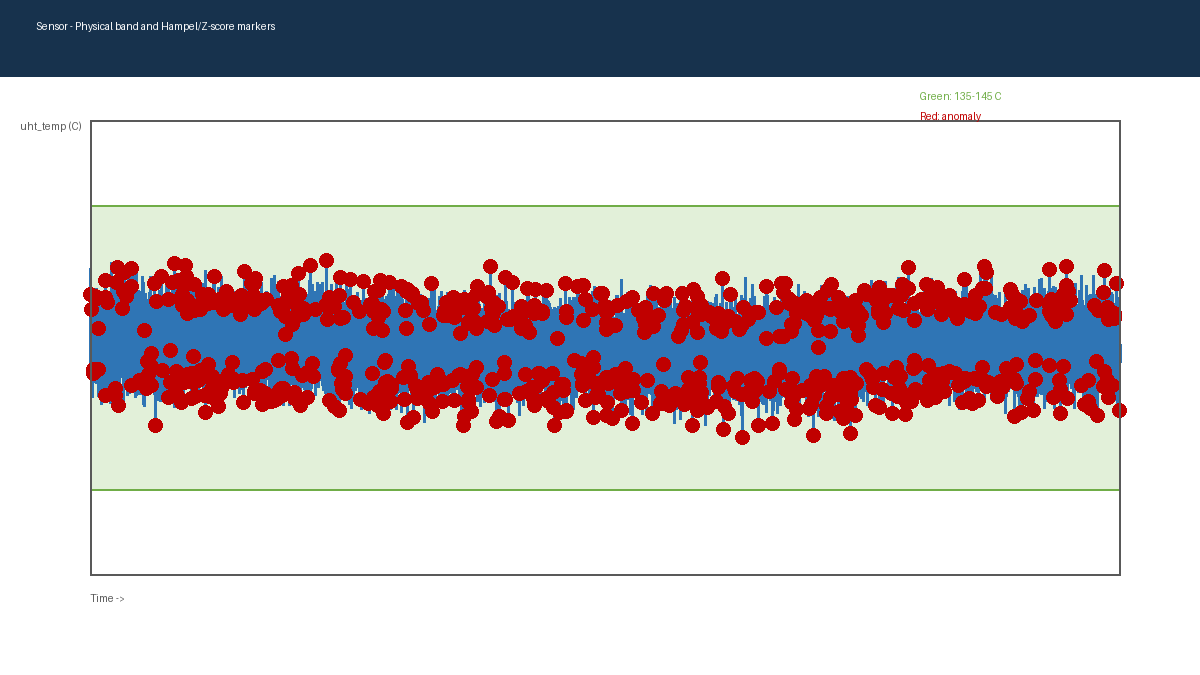 Sensor - Physical band and Hampel/Z-score markers
Green: 135-145 C
Red: anomaly
uht_temp (C)
Time ->